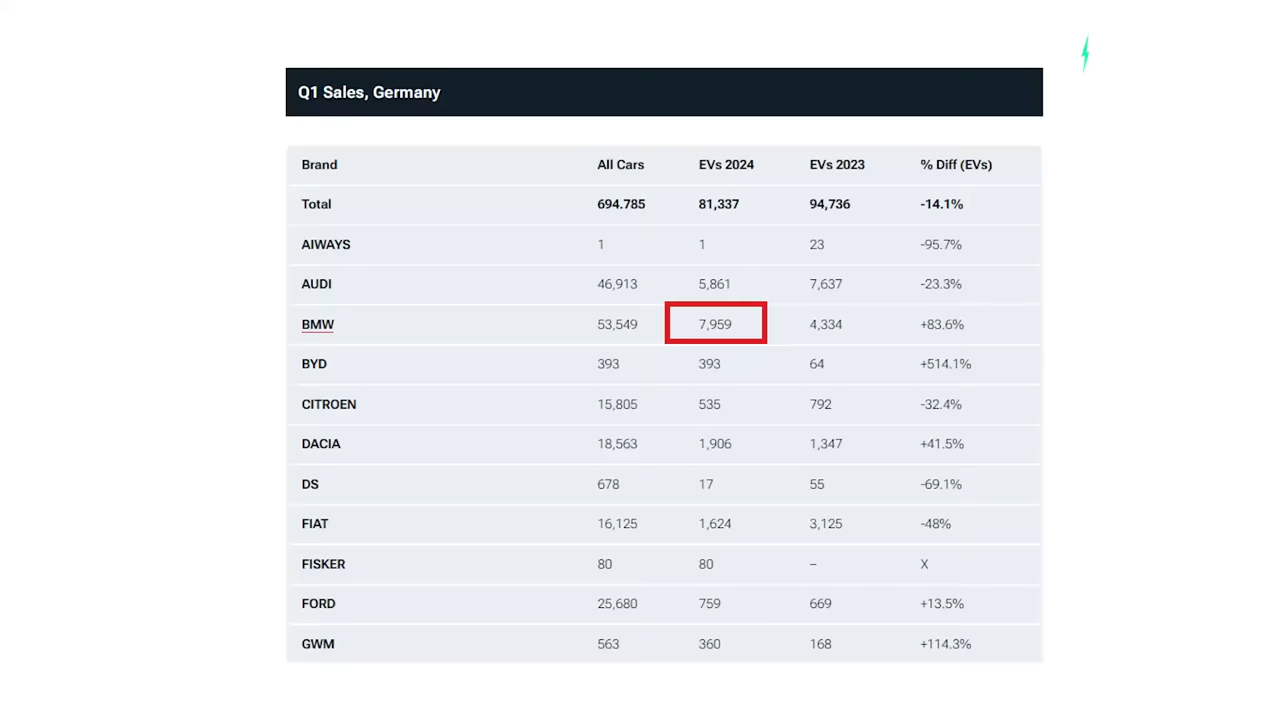 Q1 Sales, Germany
Brand All Cars EVs 2024 EVs 2023 % Diff (EVs)
Total 694.785 81,337 94,736 -14.1%
AIWAYS 1 1 23 -95.7%
AUDI 46,913 5,861 7,637 -23.3%
BMW 53,549 7,959 4,334 +83.6%
BYD 393 393 64 +514.1%
CITROEN 15,805 535 792 -32.4%
DACIA 18,563 1,906 1,347 +41.5%
DS 678 17 55 -69.1%
FIAT 16,125 1,624 3,125 -48%
FISKER 80 80 – X
FORD 25,680 759 669 +13.5%
GWM 563 360 168 +114.3%